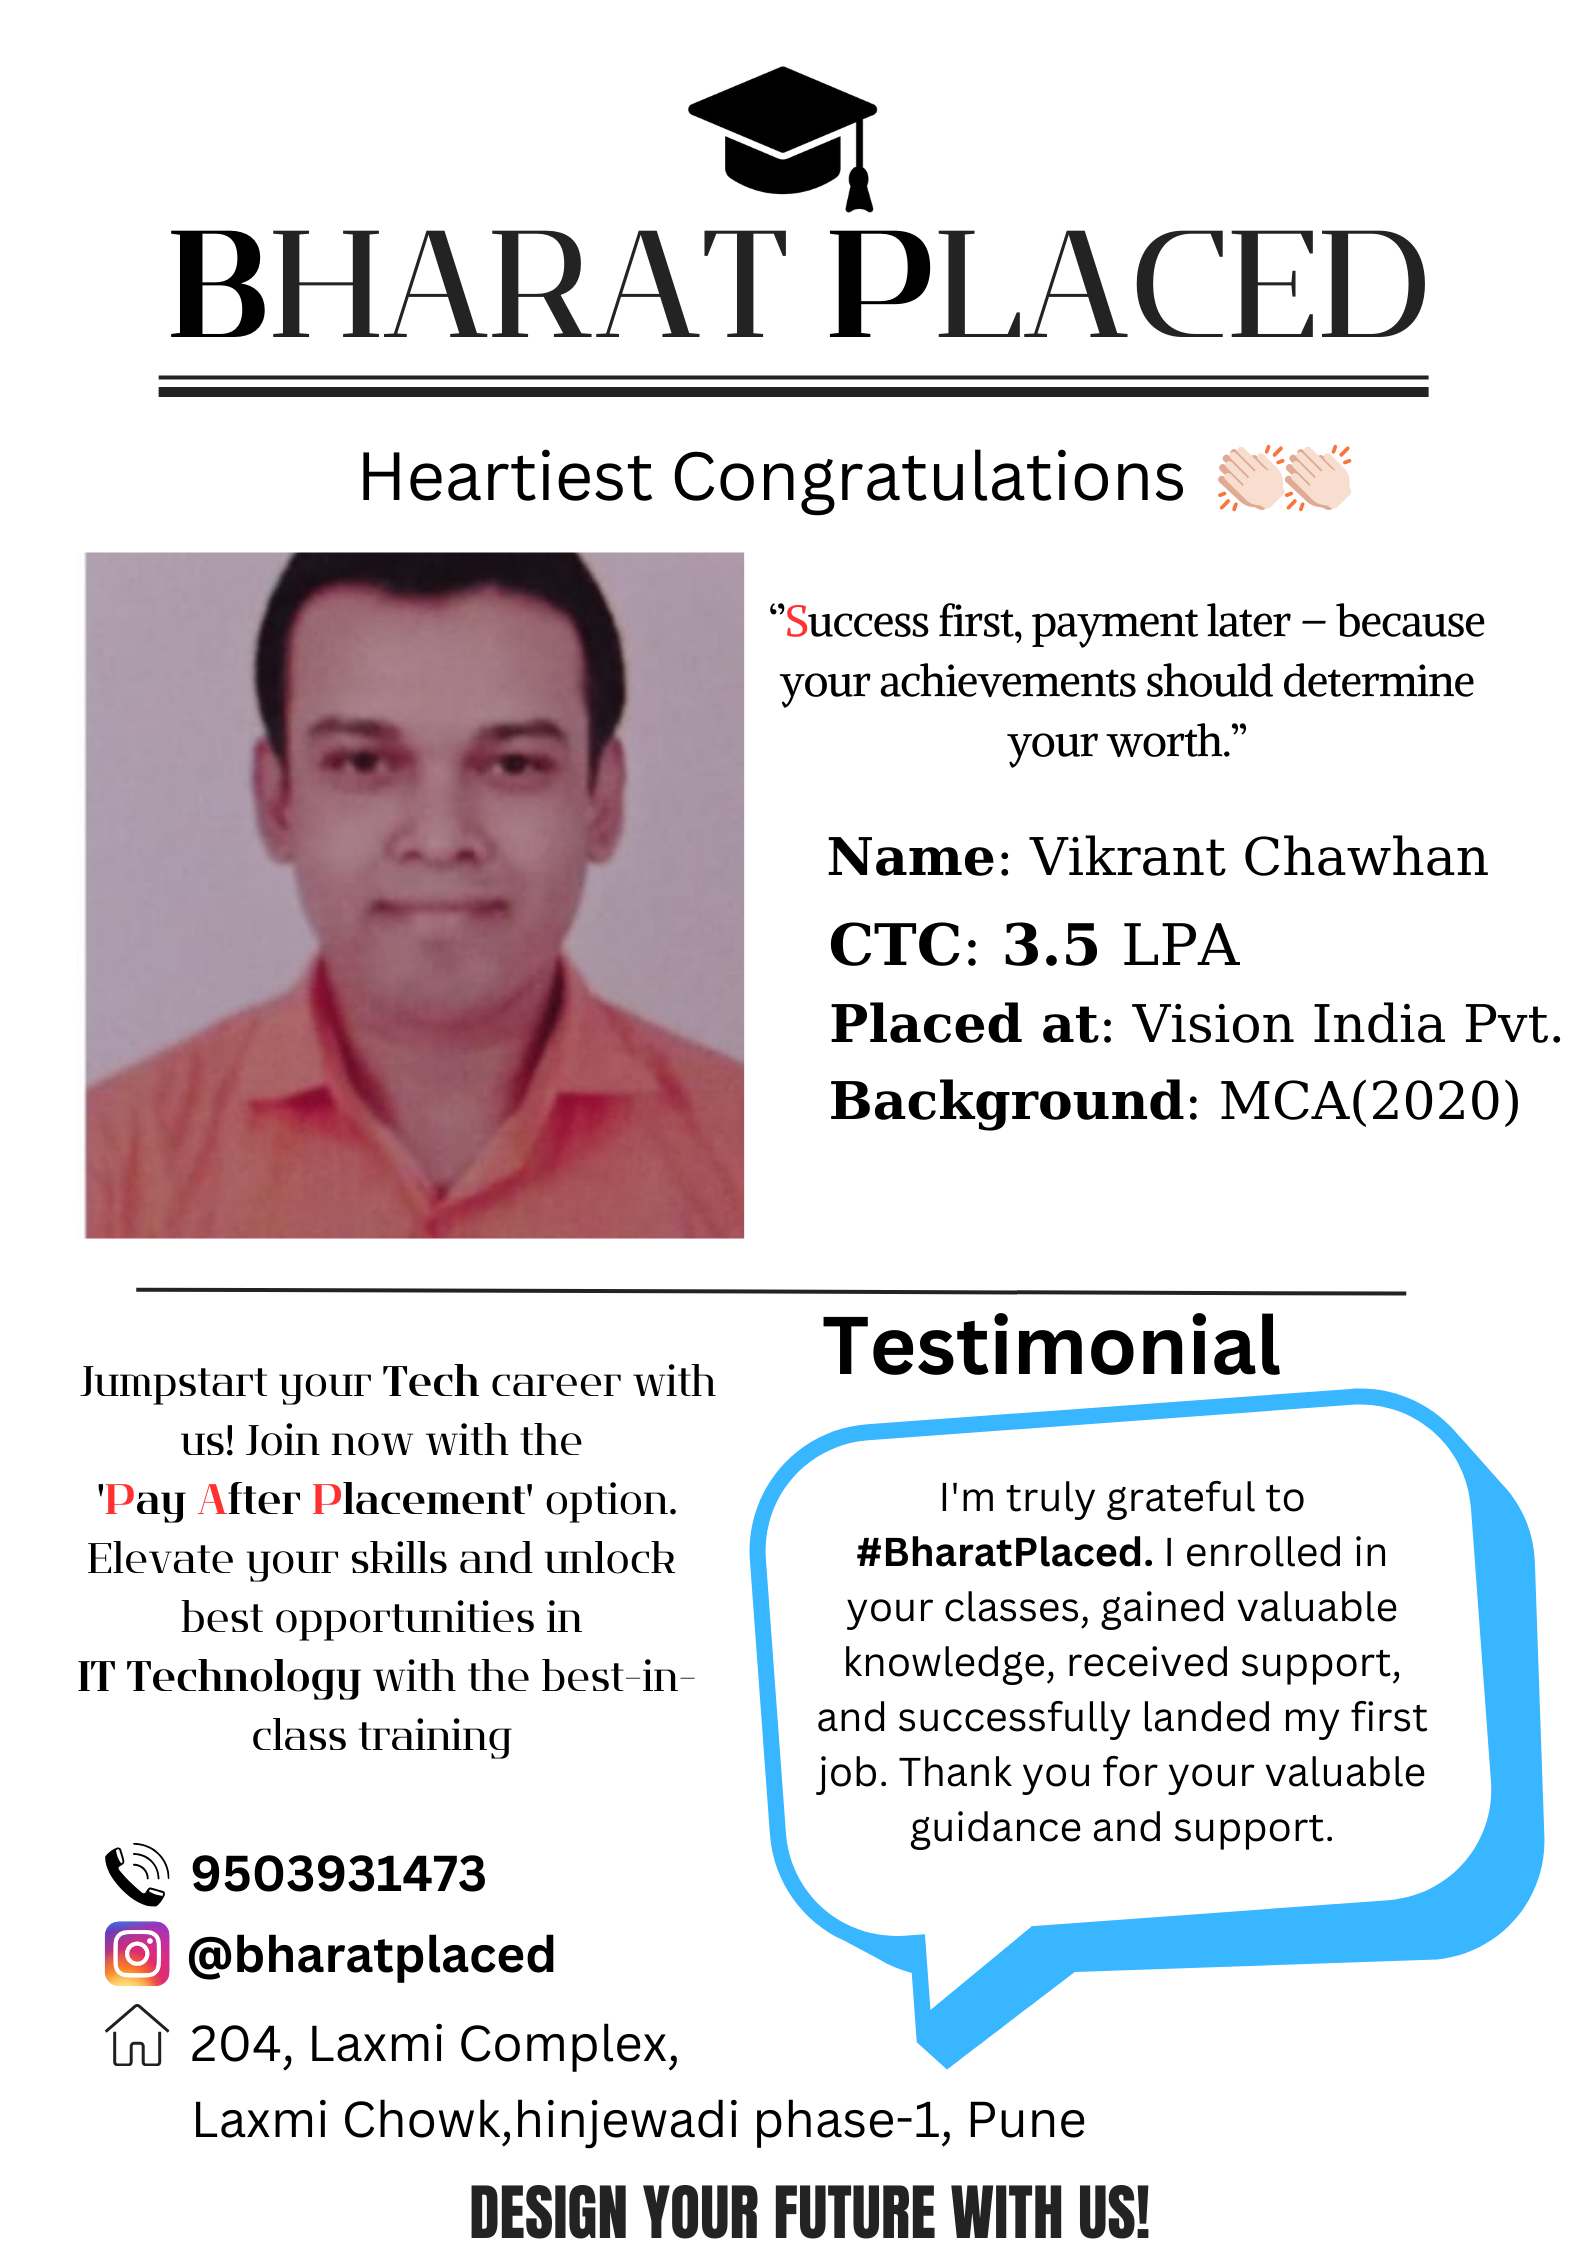 BHARAT PLACED
Heartiest Congratulations 👏🏻👏🏻
“Success first, payment later – because
your achievements should determine
your worth.”
Name: Vikrant Chawhan
CTC: 3.5 LPA
Placed at: Vision India Pvt.
Background: MCA(2020)
Jumpstart your Tech career with
us! Join now with the
'Pay After Placement' option.
Elevate your skills and unlock
best opportunities in
IT Technology with the best-in-
class training
9503931473
@bharatplaced
204, Laxmi Complex,
Laxmi Chowk,hinjewadi phase-1, Pune
Testimonial
I'm truly grateful to
#BharatPlaced. I enrolled in
your classes, gained valuable
knowledge, received support,
and successfully landed my first
job. Thank you for your valuable
guidance and support.
DESIGN YOUR FUTURE WITH US!